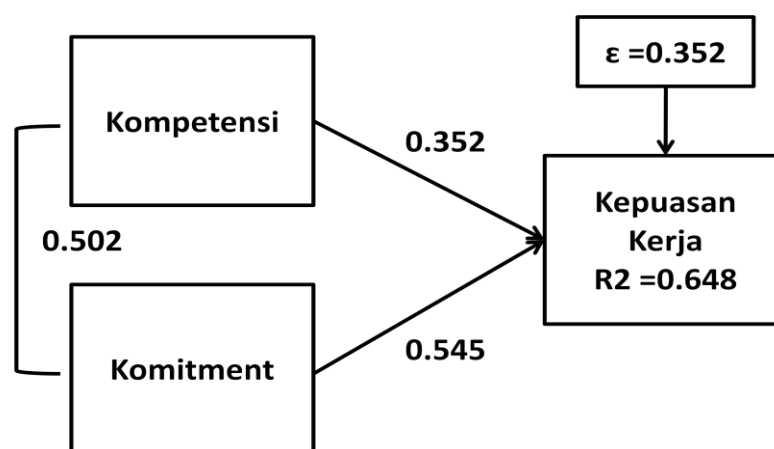 ε =0.352
Kompetensi
0.352
Kepuasan
Kerja
R2 =0.648
0.502
0.545
Komitment